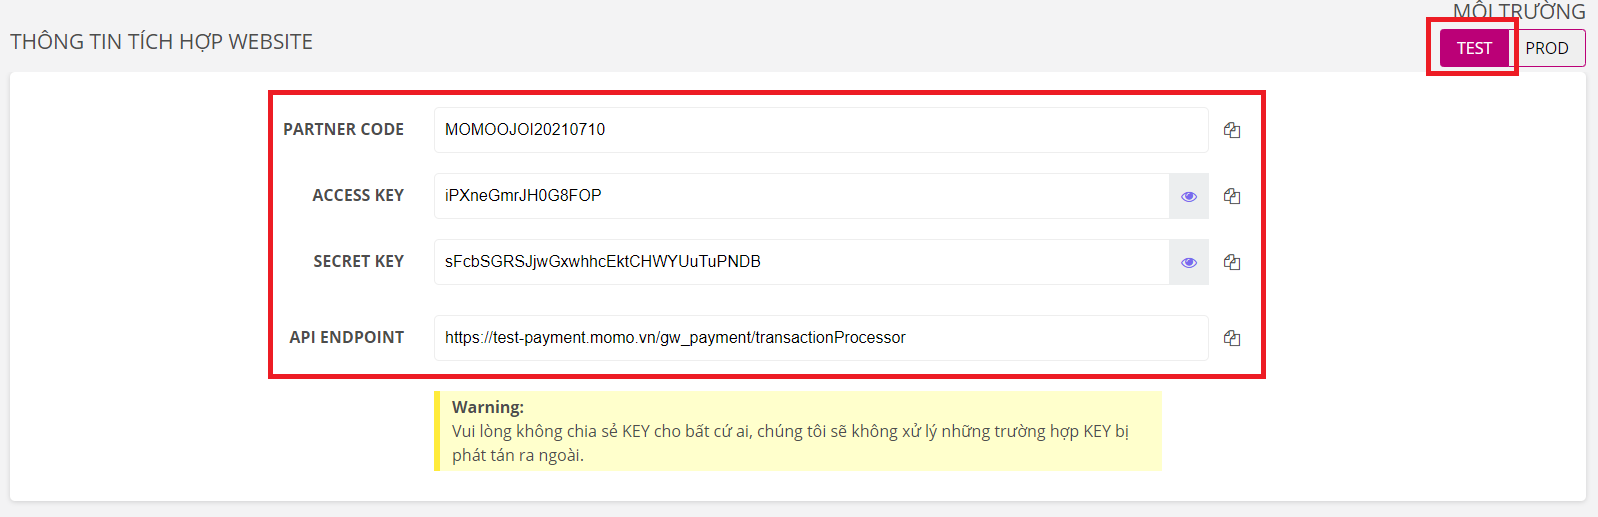 MÔI TRƯỜNG
THÔNG TIN TÍCH HỢP WEBSITE
TEST
PROD
PARTNER CODE
MOMOOJOI20210710
ACCESS KEY
iPXneGmrJH0G8FOP
SECRET KEY
sFcbSGRSJjwGxwhhcEktCHWYUuTuPNDB
API ENDPOINT
https://test-payment.momo.vn/gw_payment/transactionProcessor
Warning:
Vui lòng không chia sẻ KEY cho bất cứ ai, chúng tôi sẽ không xử lý những trường hợp KEY bị
phát tán ra ngoài.